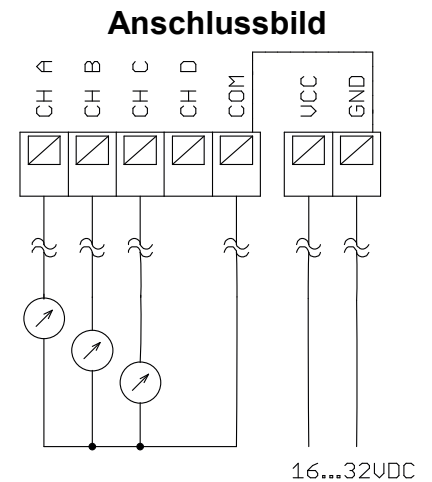 Anschlussbild
CH A
CH B
CH C
CH D
COM
VCC
GND
16...32VDC